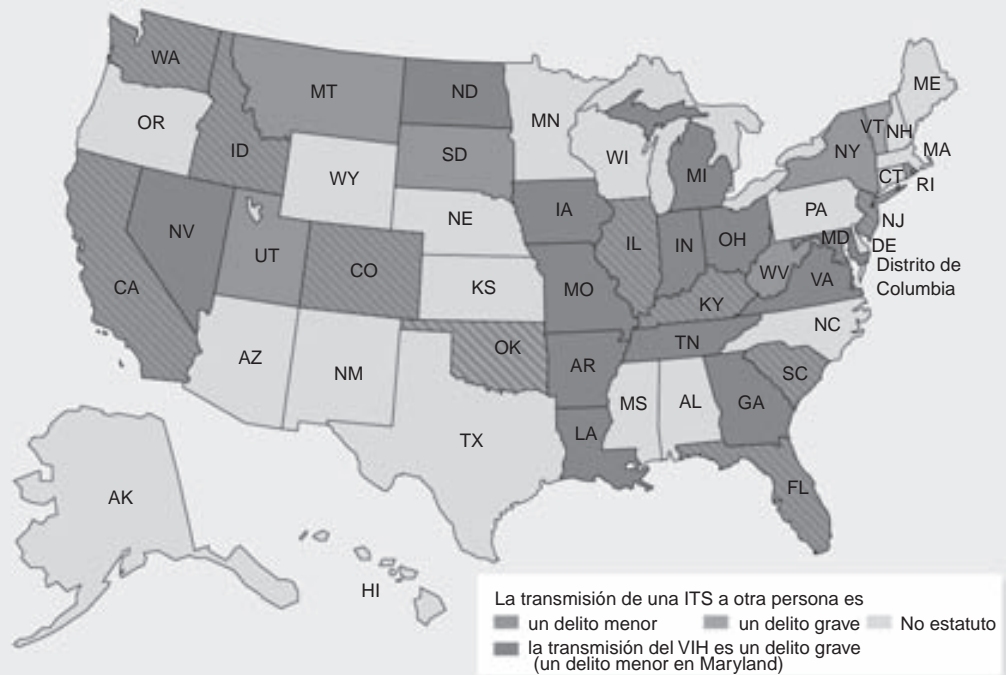 WA
MT
ND
MN
ME
OR
ID
SD
WI
VT
NH
NY
MA
WY
MI
CT
RI
NE
IA
PA
NJ
NV
UT
CO
IL
IN
OH
MD
DE
CA
KS
MO
WV
VA
Distrito de
Columbia
KY
NC
AZ
NM
OK
AR
TN
SC
MS
AL
GA
TX
LA
FL
AK
HI
La transmisión de una ITS a otra persona es
un delito menor
un delito grave
No estatuto
la transmisión del VIH es un delito grave
(un delito menor en Maryland)